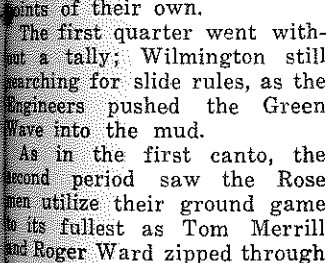 points of their own.
The first quarter went with-
out a tally; Wilmington still
searching for slide rules, as the
Engineers pushed the Green
Wave into the mud.
As in the first canto, the
second period saw the Rose
men utilize their ground game
to its fullest as Tom Merrill
and Roger Ward zipped through